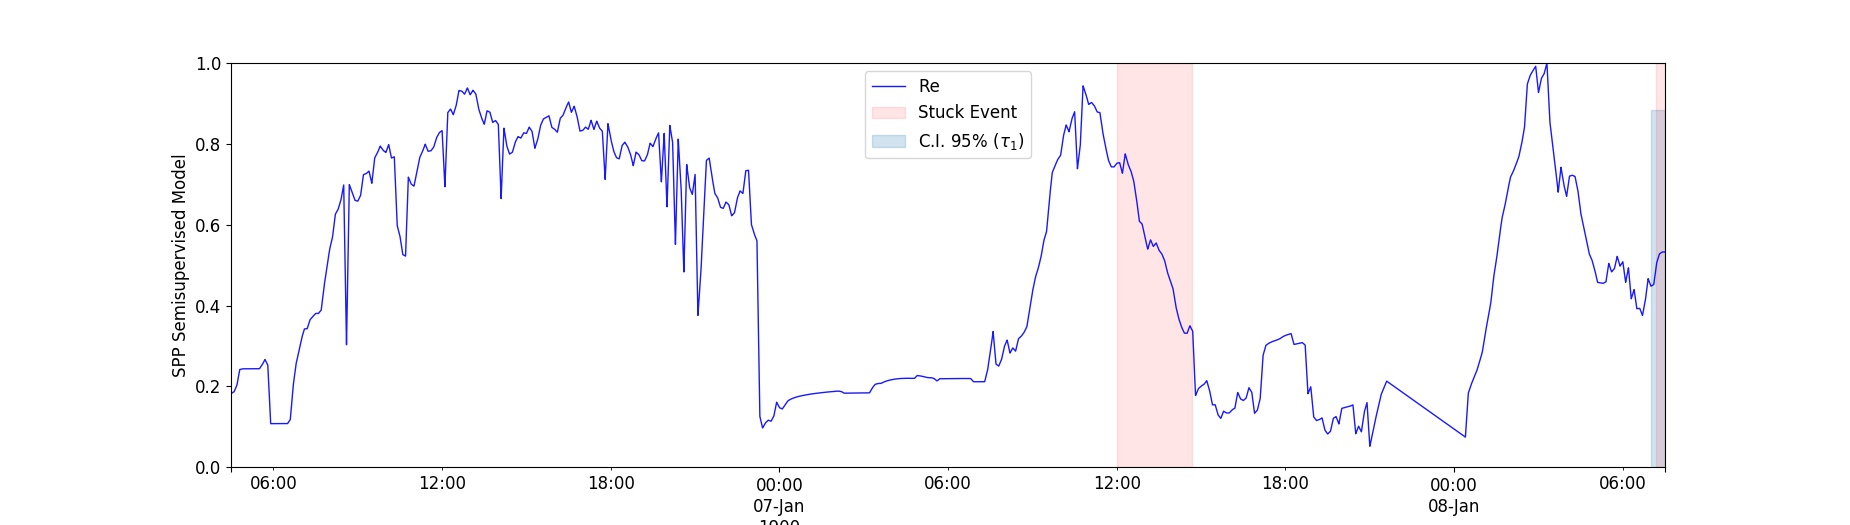 SPP Semisupervised Model
1.0
0.8
0.6
0.4
0.2
0.0
Re
Stuck Event
C.I. 95% (τ₁)
06:00 12:00 18:00 00:00 06:00 12:00 18:00 00:00 06:00
07-Jan 08-Jan
1900